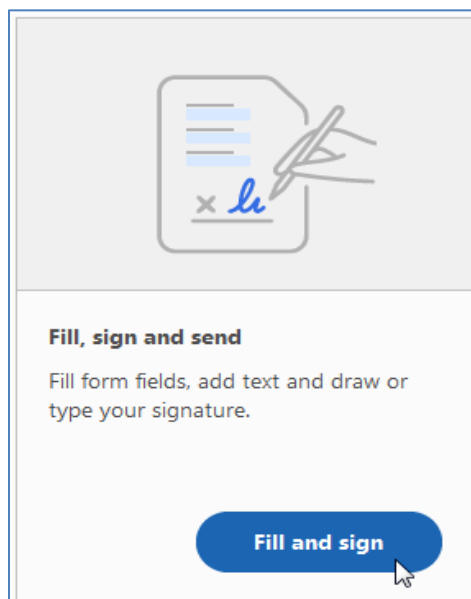 Fill, sign and send
Fill form fields, add text and draw or
type your signature.
Fill and sign